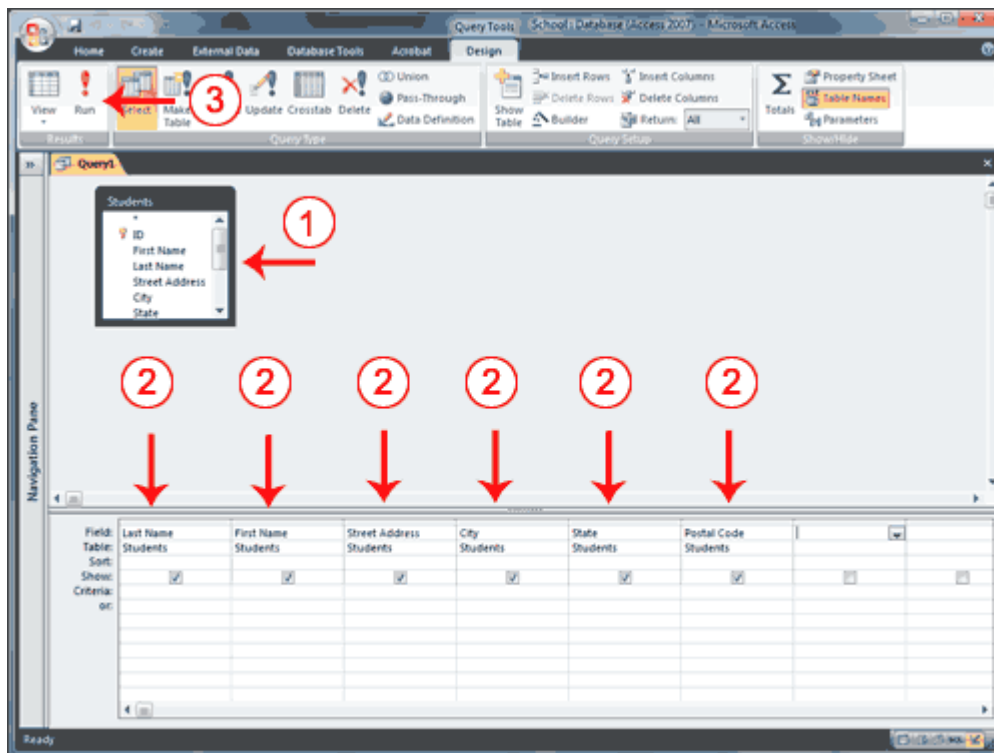 Query Tools School : Database (Access 2007) - Microsoft Access
Home Create External Data Database Tools Acrobat Design
View Run 3 Select Make Table Update Crosstab Delete
Union
Pass-Through
Data Definition
Show Table
Insert Rows
Delete Rows
Builder
Insert Columns
Delete Columns
Return: All
Totals
Property Sheet
Table Names
Parameters
Results Query Type Query Setup Show/Hide
Query1
Students
*
ID
First Name
Last Name
Street Address
City
State
1
2 2 2 2 2 2
Navigation Pane
Field: Last Name First Name Street Address City State Postal Code
Table: Students Students Students Students Students Students
Sort:
Show:
Criteria:
or:
Ready